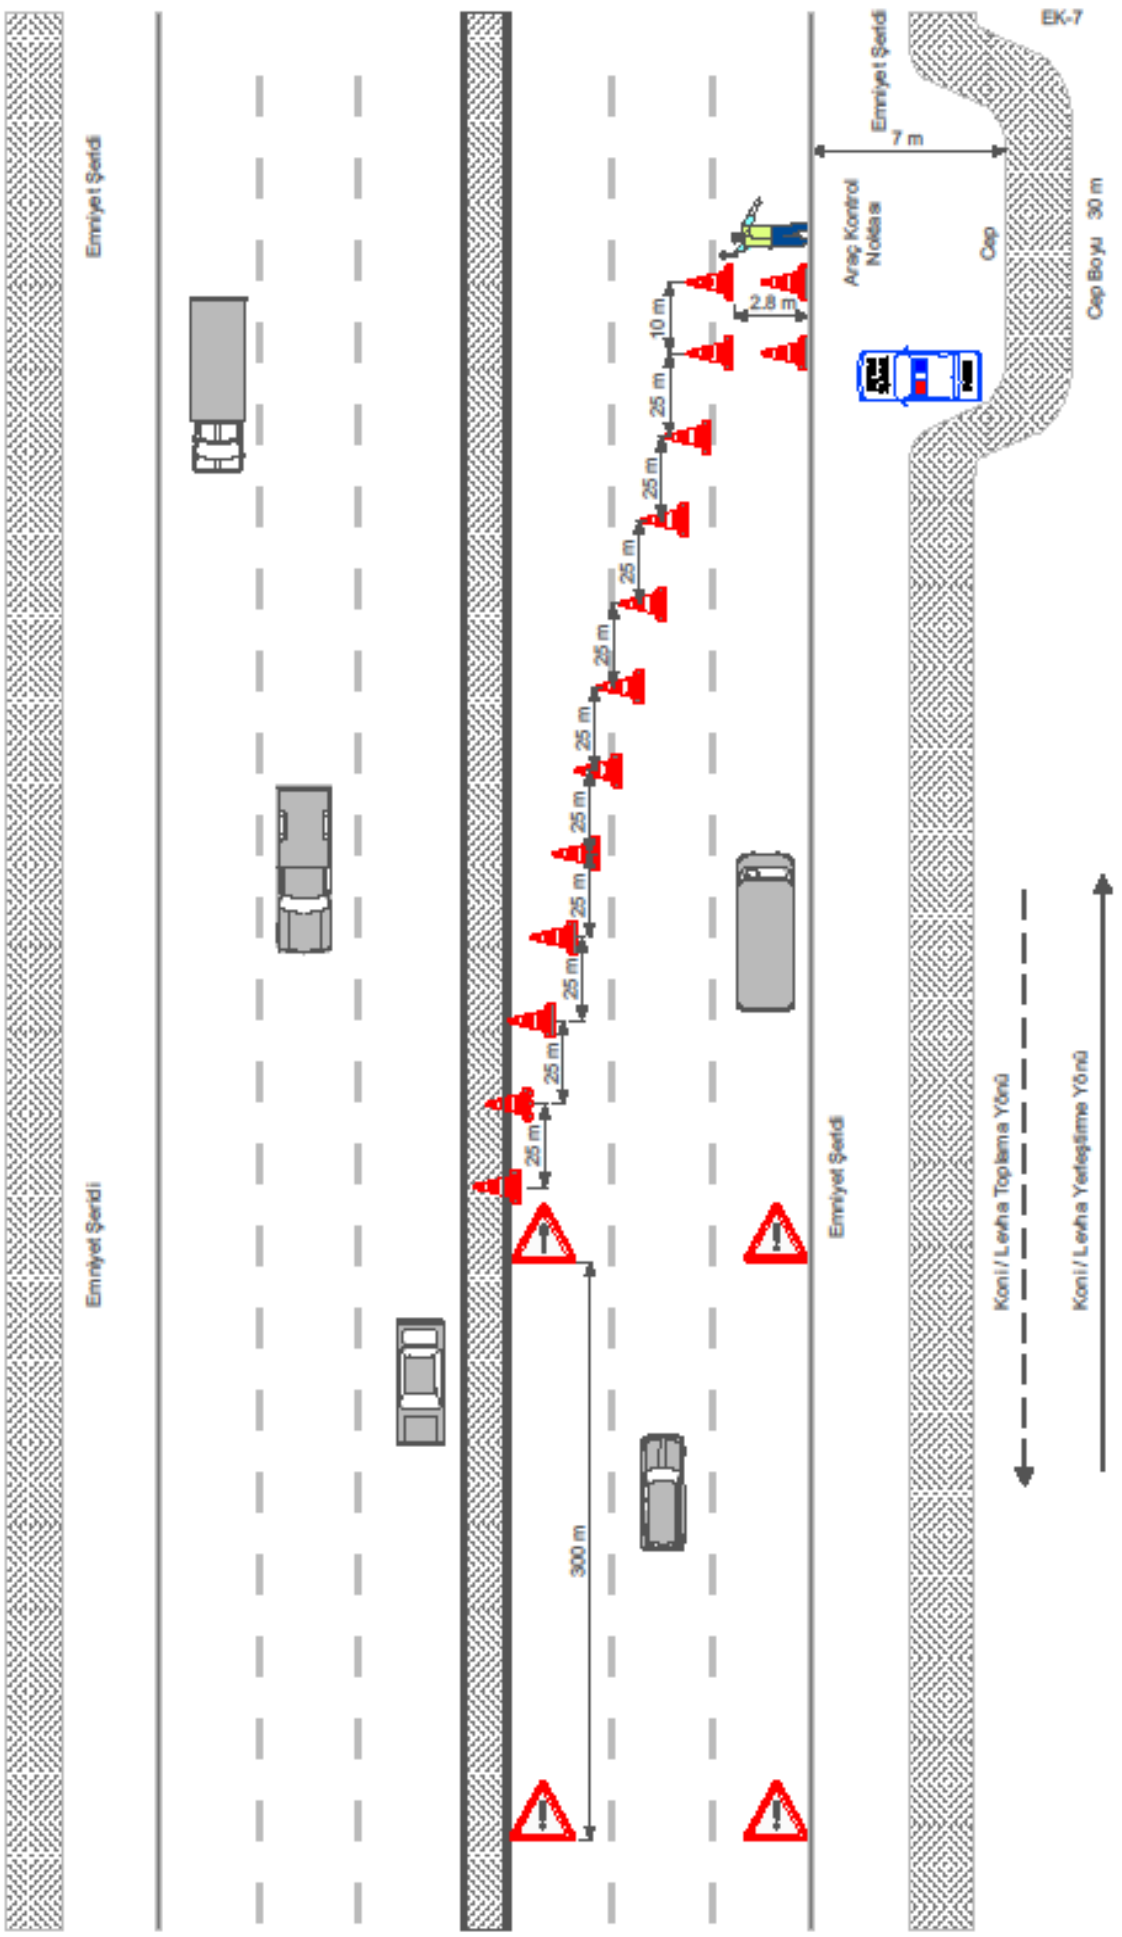 EK-7
Emniyet Şeridi
Emniyet Şeridi
7 m
Araç Kontrol
Noktası
Cep
Cep Boyu 30 m
2.8 m
10 m
25 m
25 m
25 m
25 m
25 m
25 m
25 m
25 m
25 m
25 m
Emniyet Şeridi
Emniyet Şeridi
Koni / Levha Toplama Yönü
Koni / Levha Yerleştirme Yönü
300 m